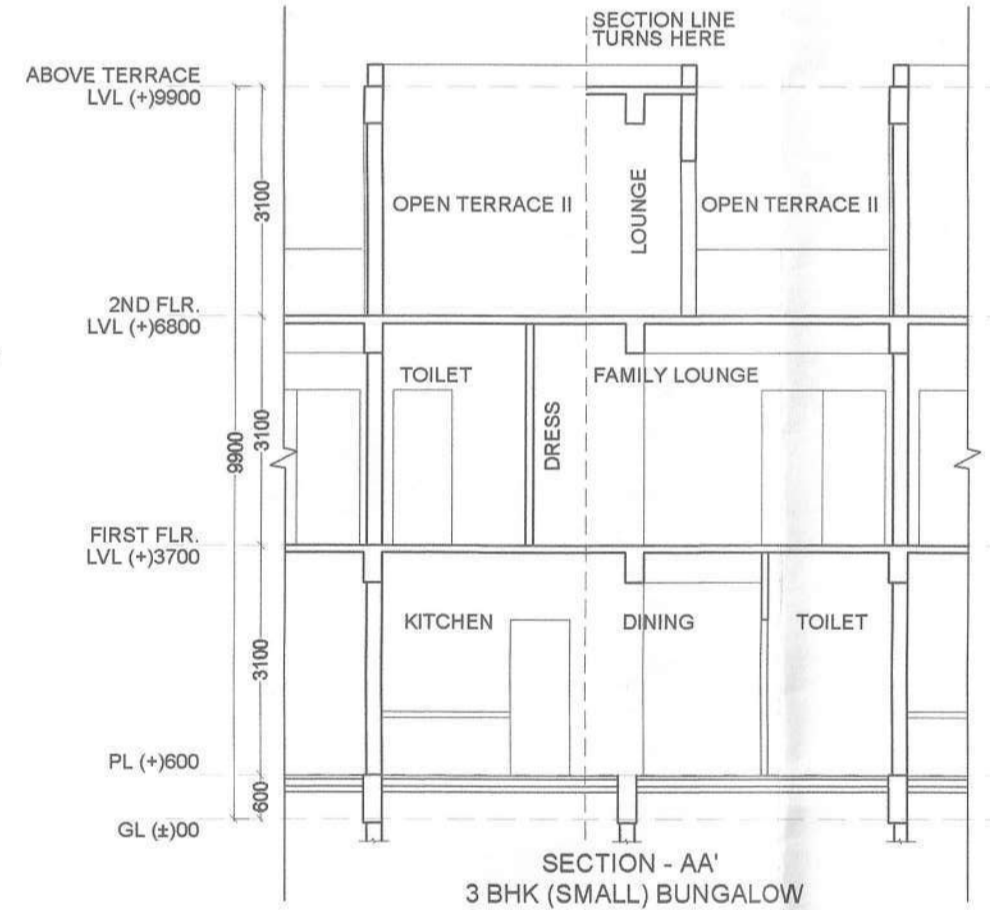 SECTION LINE
TURNS HERE
ABOVE TERRACE
LVL (+)9900
3100
OPEN TERRACE II
LOUNGE
OPEN TERRACE II
2ND FLR.
LVL (+)6800
TOILET
FAMILY LOUNGE
DRESS
3100
9900
FIRST FLR.
LVL (+)3700
KITCHEN
DINING
TOILET
3100
PL (+)600
600
GL (±)00
SECTION - AA'
3 BHK (SMALL) BUNGALOW